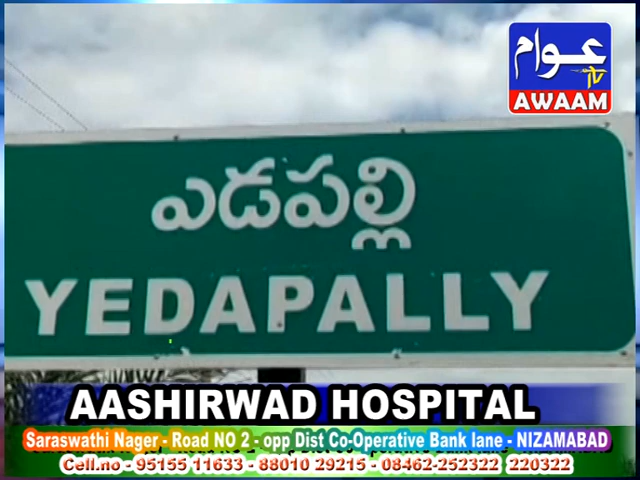 عوام
TV
AWAAM
ఎడపల్లి
YEDAPALLY
AASHIRWAD HOSPITAL
Saraswathi Nager - Road NO 2 - opp Dist Co-Operative Bank lane - NIZAMABAD
Cell.no - 95155 11633 - 88010 29215 - 08462-252322 220322